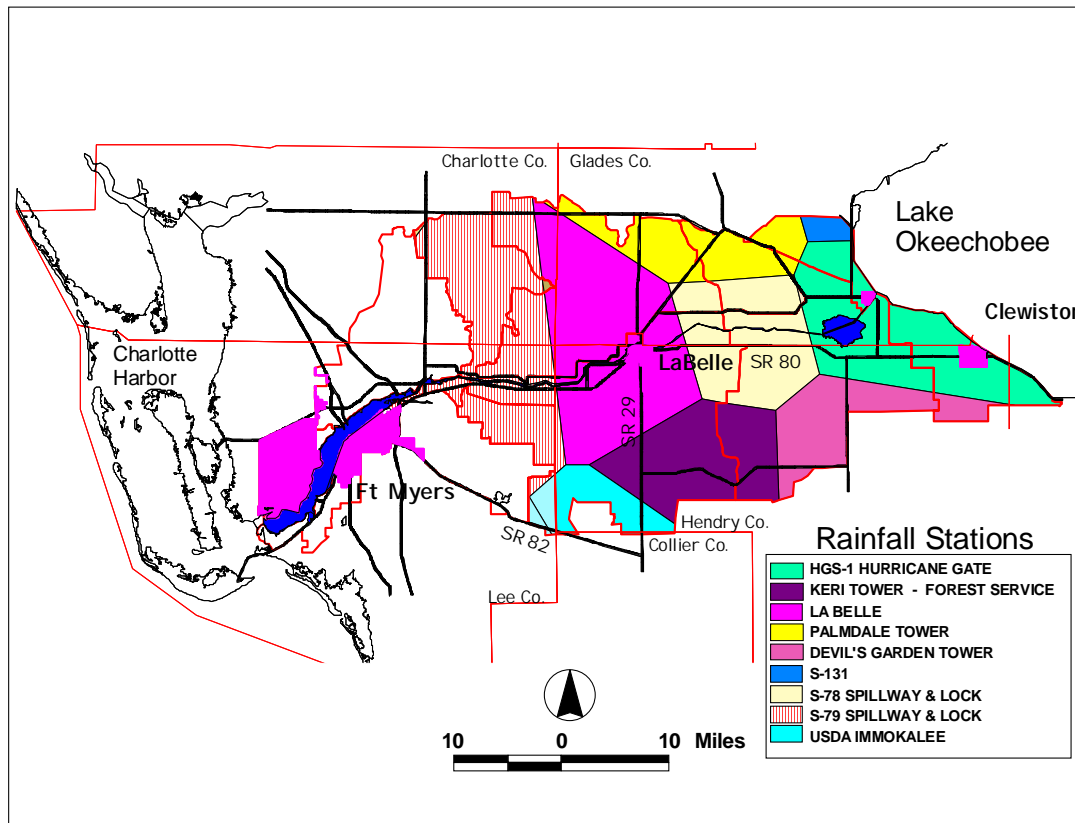 Charlotte Co.
Glades Co.
Lake
Okeechobee
Clewiston
Charlotte
Harbor
LaBelle
SR 80
SR 29
Ft Myers
SR 82
Hendry Co.
Collier Co.
Lee Co.
Rainfall Stations
HGS-1 HURRICANE GATE
KERI TOWER - FOREST SERVICE
LA BELLE
PALMDALE TOWER
DEVIL'S GARDEN TOWER
S-131
S-78 SPILLWAY & LOCK
S-79 SPILLWAY & LOCK
USDA IMMOKALEE
10 0 10 Miles